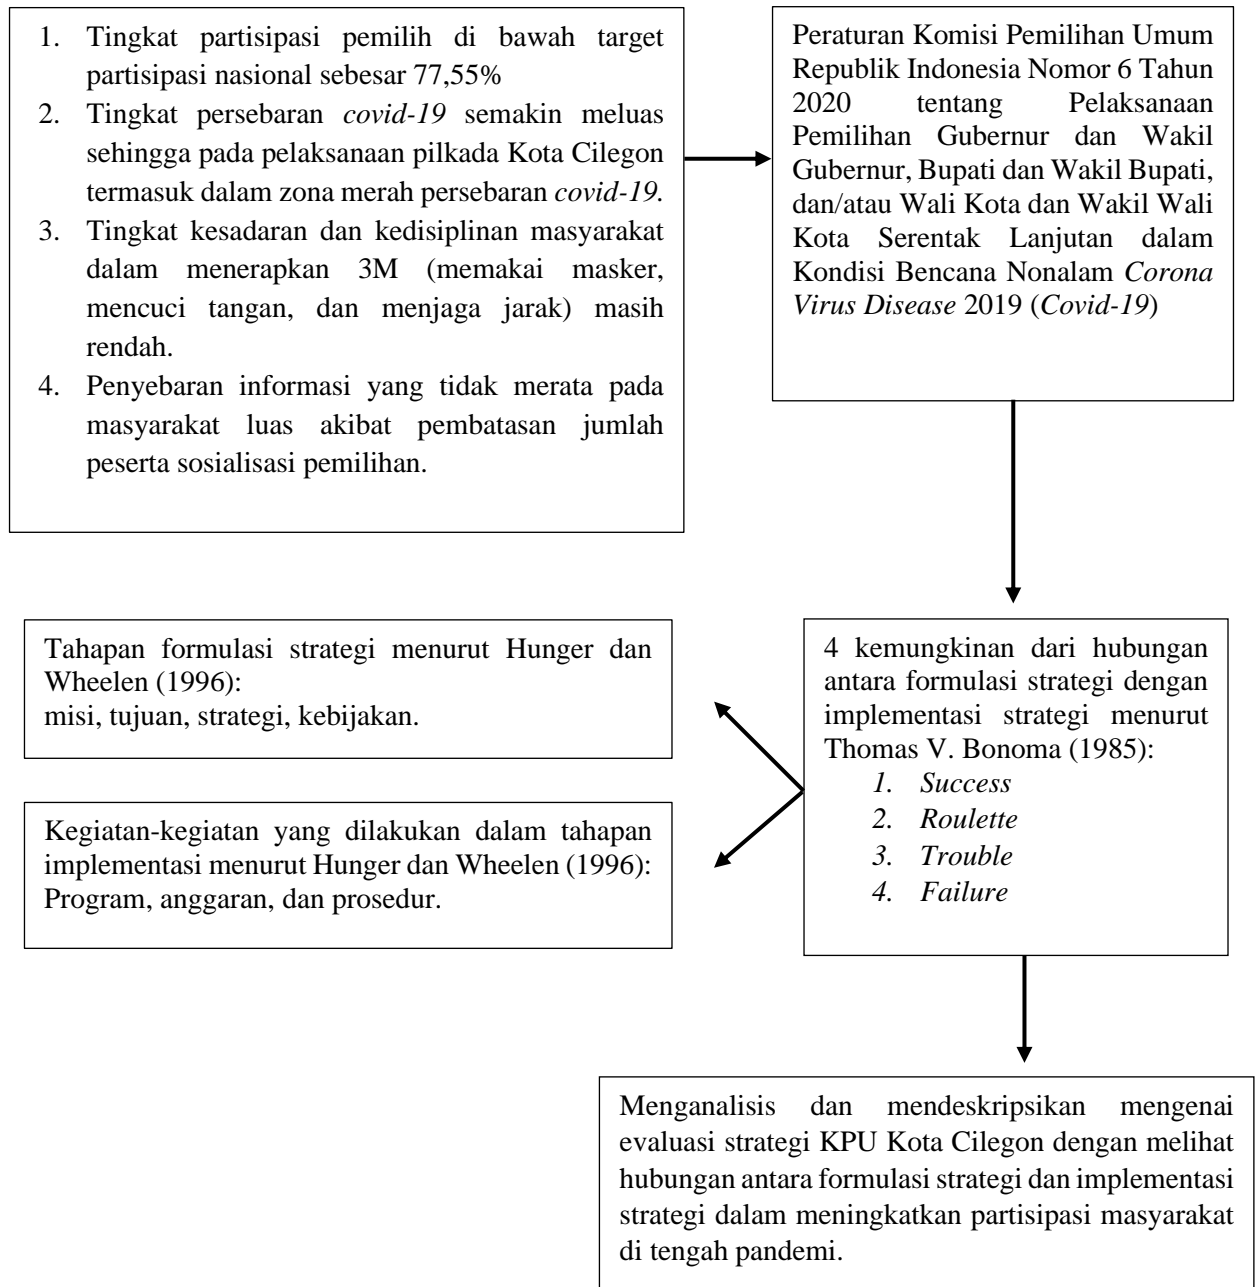 1. Tingkat partisipasi pemilih di bawah target
partisipasi nasional sebesar 77,55%
2. Tingkat persebaran covid-19 semakin meluas
sehingga pada pelaksanaan pilkada Kota Cilegon
termasuk dalam zona merah persebaran covid-19.
3. Tingkat kesadaran dan kedisiplinan masyarakat
dalam menerapkan 3M (memakai masker,
mencuci tangan, dan menjaga jarak) masih
rendah.
4. Penyebaran informasi yang tidak merata pada
masyarakat luas akibat pembatasan jumlah
peserta sosialisasi pemilihan.
Peraturan Komisi Pemilihan Umum
Republik Indonesia Nomor 6 Tahun
2020 tentang Pelaksanaan
Pemilihan Gubernur dan Wakil
Gubernur, Bupati dan Wakil Bupati,
dan/atau Wali Kota dan Wakil Wali
Kota Serentak Lanjutan dalam
Kondisi Bencana Nonalam Corona
Virus Disease 2019 (Covid-19)
Tahapan formulasi strategi menurut Hunger dan
Wheelen (1996):
misi, tujuan, strategi, kebijakan.
Kegiatan-kegiatan yang dilakukan dalam tahapan
implementasi menurut Hunger dan Wheelen (1996):
Program, anggaran, dan prosedur.
4 kemungkinan dari hubungan
antara formulasi strategi dengan
implementasi strategi menurut
Thomas V. Bonoma (1985):
1. Success
2. Roulette
3. Trouble
4. Failure
Menganalisis dan mendeskripsikan mengenai
evaluasi strategi KPU Kota Cilegon dengan melihat
hubungan antara formulasi strategi dan implementasi
strategi dalam meningkatkan partisipasi masyarakat
di tengah pandemi.